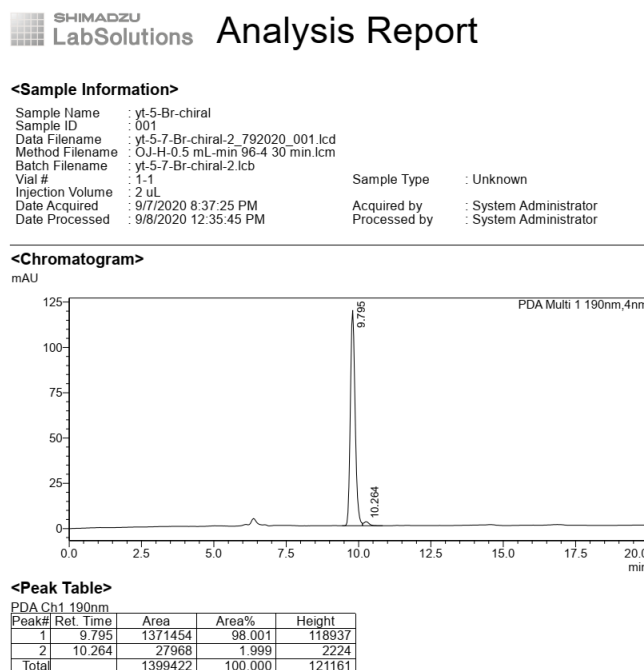 SHIMADZU
LabSolutions Analysis Report
<Sample Information>
Sample Name : yt-5-Br-chiral
Sample ID : 001
Data Filename : yt-5-7-Br-chiral-2_792020_001.lcd
Method Filename : OJ-H-0.5 mL-min 96-4 30 min.lcm
Batch Filename : yt-5-7-Br-chiral-2.lcb
Vial # : 1-1 Sample Type : Unknown
Injection Volume : 2 uL
Date Acquired : 9/7/2020 8:37:25 PM Acquired by : System Administrator
Date Processed : 9/8/2020 12:35:45 PM Processed by : System Administrator
<Chromatogram>
mAU
125
PDA Multi 1 190nm,4nm
9.795
100
75
50
25
10.264
0
0.0 2.5 5.0 7.5 10.0 12.5 15.0 17.5 20.0
min
<Peak Table>
PDA Ch1 190nm
Peak# Ret. Time Area Area% Height
1 9.795 1371454 98.001 118937
2 10.264 27968 1.999 2224
Total 1399422 100.000 121161